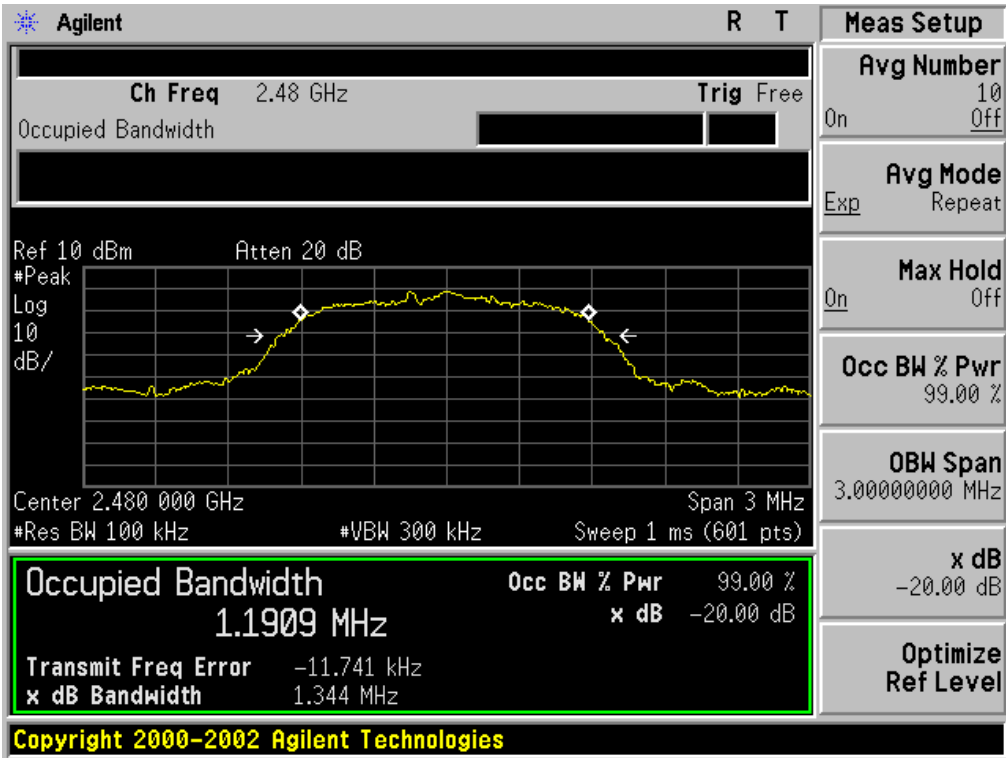 Agilent R T
Ch Freq 2.48 GHz Trig Free
Occupied Bandwidth
Ref 10 dBm Atten 20 dB
#Peak
Log
10
dB/
Center 2.480 000 GHz Span 3 MHz
#Res BW 100 kHz #VBW 300 kHz Sweep 1 ms (601 pts)
Occupied Bandwidth
1.1909 MHz
Occ BW % Pwr 99.00 %
x dB -20.00 dB
Transmit Freq Error -11.741 kHz
x dB Bandwidth 1.344 MHz
Copyright 2000-2002 Agilent Technologies
Meas Setup
Avg Number
10
On Off
Avg Mode
Exp Repeat
Max Hold
On Off
Occ BW % Pwr
99.00 %
OBW Span
3.00000000 MHz
x dB
-20.00 dB
Optimize
Ref Level